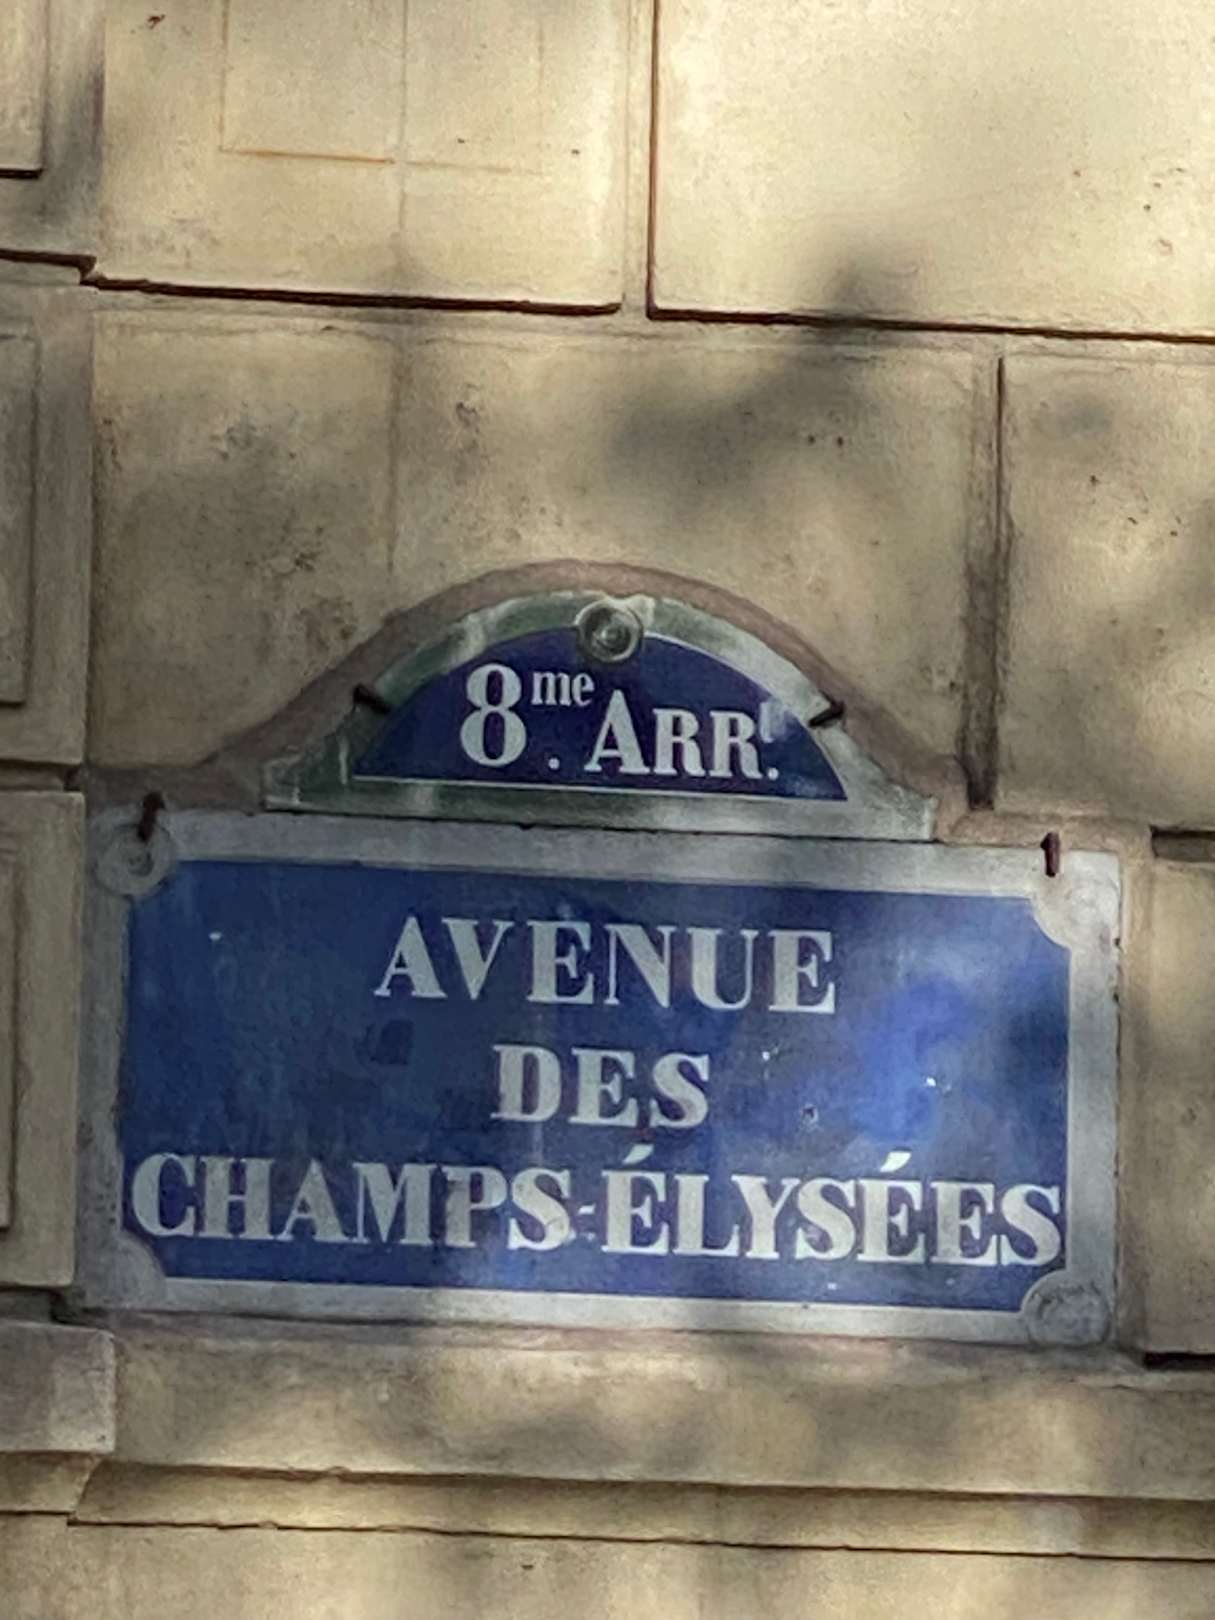 8me. ARRt.
AVENUE
DES
CHAMPS-ÉLYSÉES